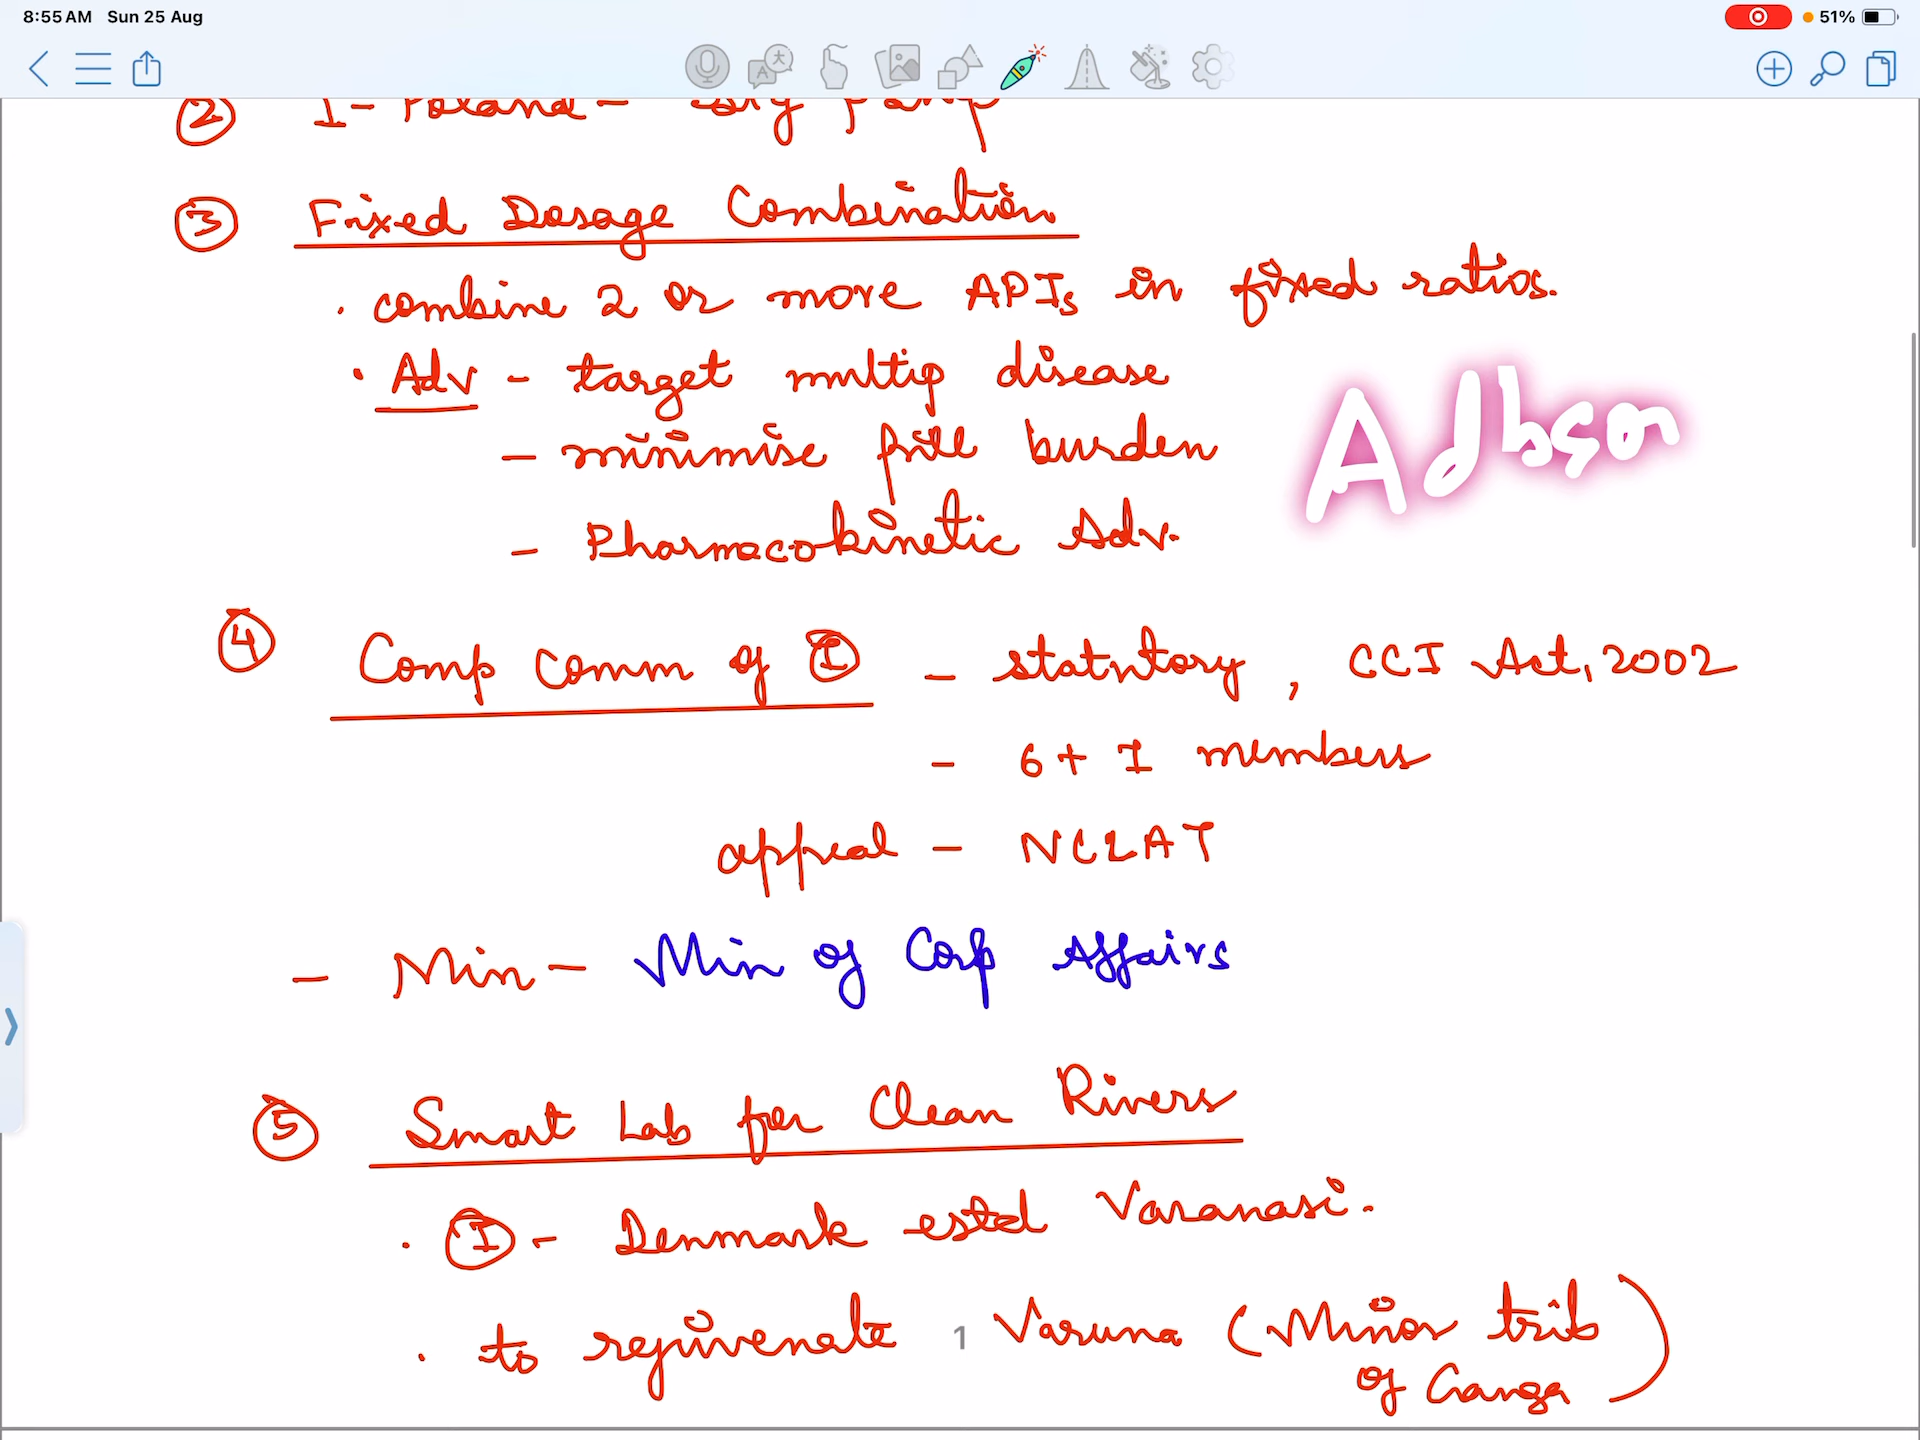 8:55 AM Sun 25 Aug
51%
② I - Poland -
③ Fixed Dosage Combination
· combine 2 or more APIs in fixed ratios.
· Adv - target multip disease
- minimise pill burden
- Pharmacokinetic Adv.
④ Comp comm of Ⓘ - statutory, CCI Act, 2002
- 6 + 1 members
appeal - NCLAT
- Min - Min of Corp Affairs
⑤ Smart Lab for Clean Rivers
· Ⓘ - Denmark estd Varanasi.
· to rejuvenate Varuna (Minor trib of Ganga)
1